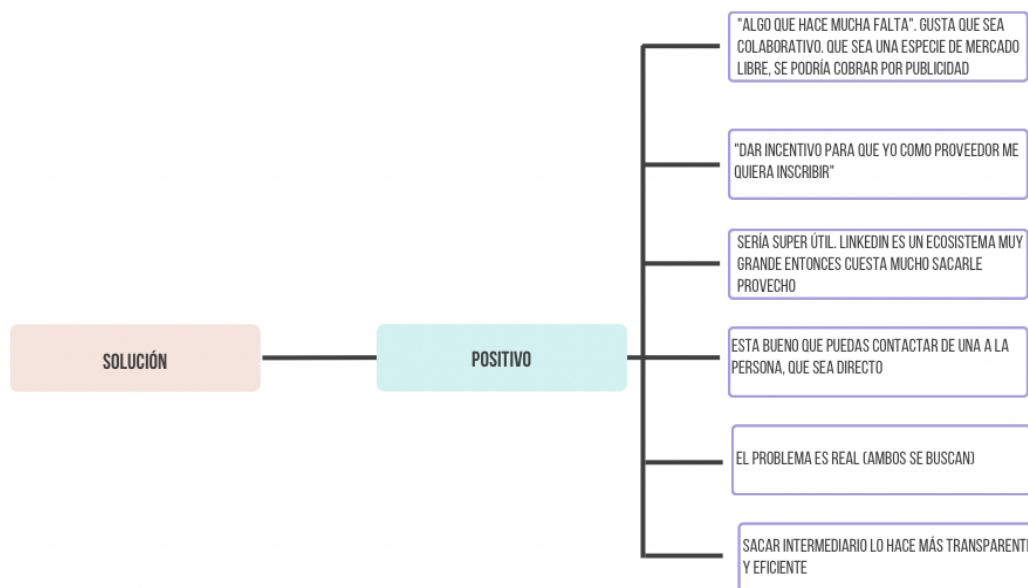 SOLUCIÓN
POSITIVO
"ALGO QUE HACE MUCHA FALTA". GUSTA QUE SEA
COLABORATIVO. QUE SEA UNA ESPECIE DE MERCADO
LIBRE, SE PODRÍA COBRAR POR PUBLICIDAD
"DAR INCENTIVO PARA QUE YO COMO PROVEEDOR ME
QUIERA INSCRIBIR"
SERÍA SUPER ÚTIL. LINKEDIN ES UN ECOSISTEMA MUY
GRANDE ENTONCES CUESTA MUCHO SACARLE
PROVECHO
ESTA BUENO QUE PUEDAS CONTACTAR DE UNA A LA
PERSONA, QUE SEA DIRECTO
EL PROBLEMA ES REAL (AMBOS SE BUSCAN)
SACAR INTERMEDIARIO LO HACE MÁS TRANSPARENTE
Y EFICIENTE